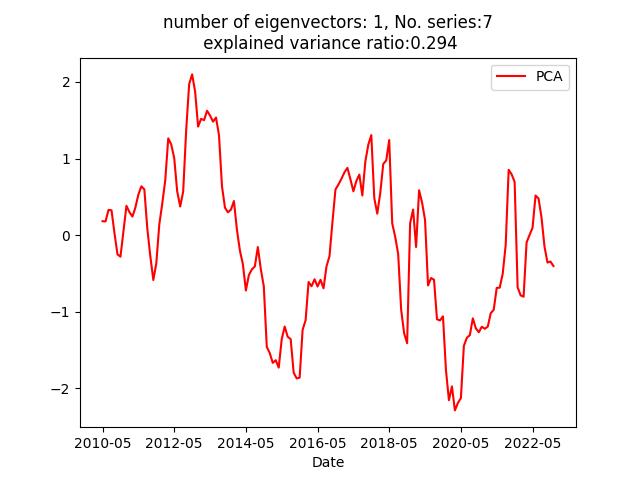 number of eigenvectors: 1, No. series:7
explained variance ratio:0.294
PCA
2
1
0
−1
−2
2010-05 2012-05 2014-05 2016-05 2018-05 2020-05 2022-05
Date